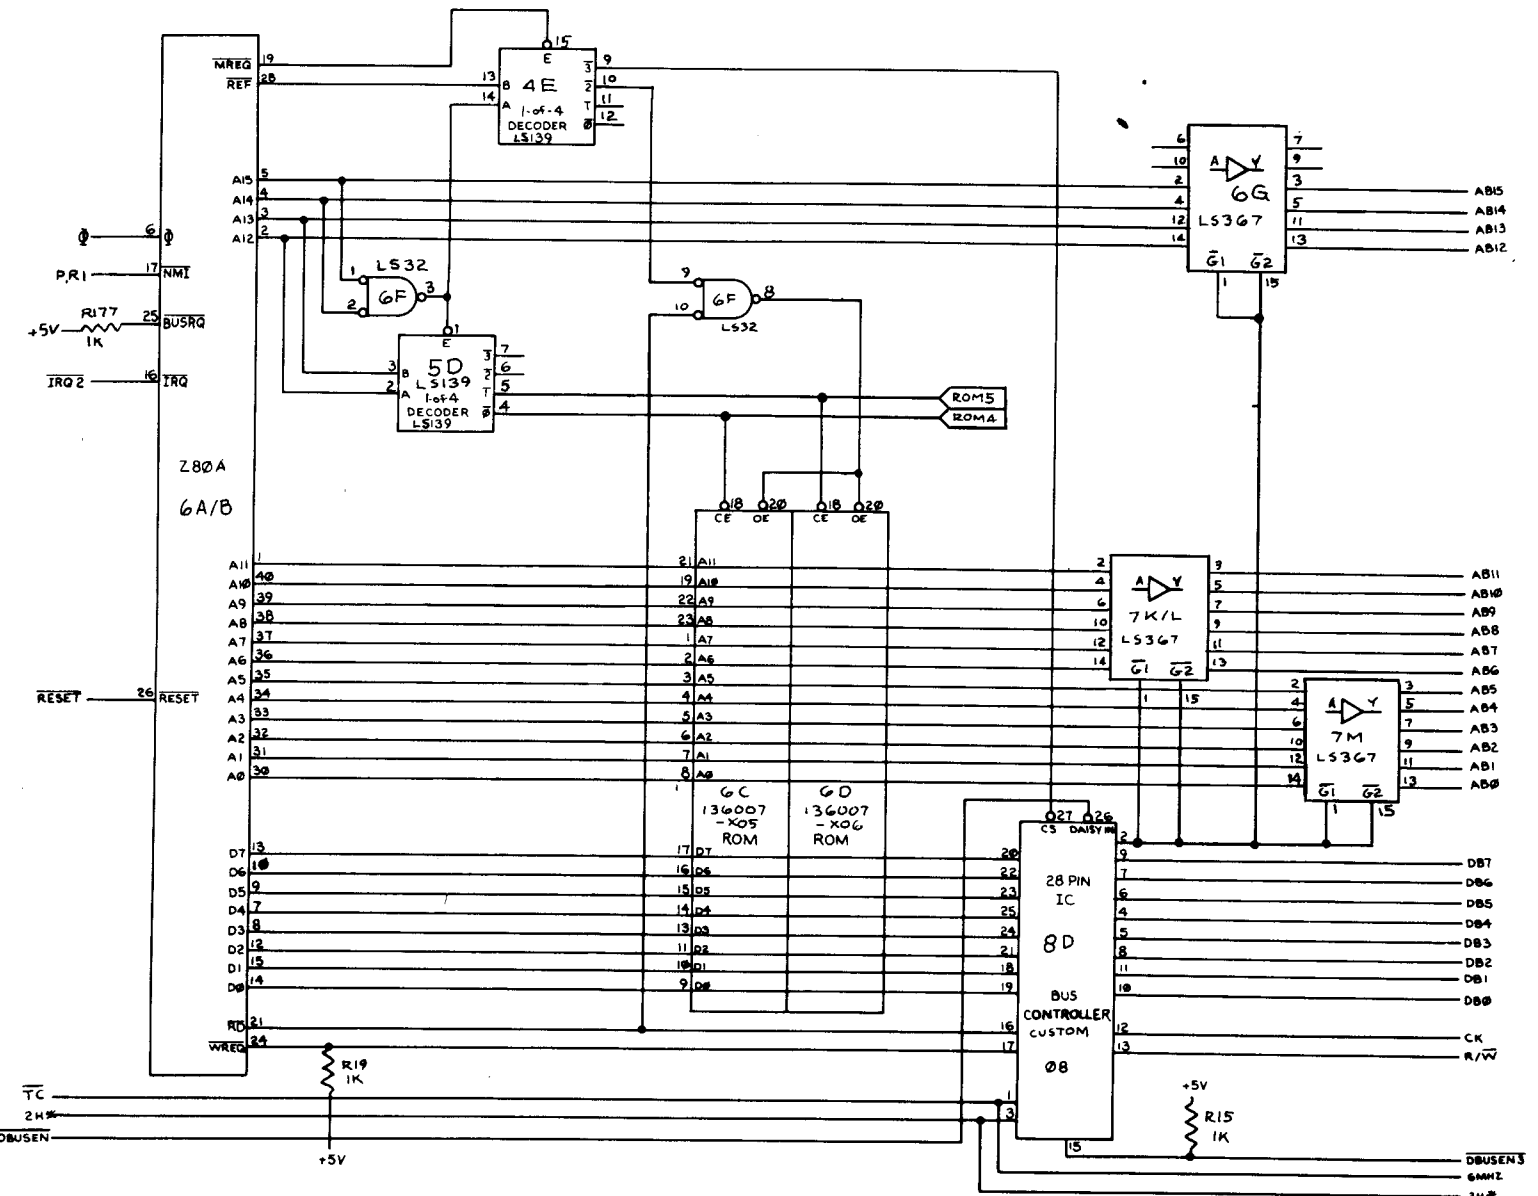 MREQ 19
REF 28
15
E
13 B 4E
14 A
1-of-4
DECODER
LS139
3 9
2 10
1 11
0 12
A15 5
A14 4
A13 3
A12 2
Φ 6 Φ
P,R1 17 NMI
+5V R177 1K 25 BUSRQ
IRQ2 16 IRQ
LS32
1
2
6F 3
1
E
5D
LS139
3 B
2 A
1of4
DECODER
LS139
3 7
2 6
1 5
0 4
9
10
6F 8
LS32
ROM5
ROM4
6 7
10 9
A Y
6G
LS367
2 3 AB15
4 5 AB14
12 11 AB13
14 13 AB12
G1 G2
1 15
Z80A
6A/B
18 20 18 20
CE OE CE OE
A11 1 21 A11 2 3 AB11
A10 40 19 A10 4 5 AB10
A9 39 22 A9 6 7 AB9
A8 38 23 A8 10 9 AB8
A7 37 1 A7 12 11 AB7
A6 36 2 A6 14 13 AB6
A Y
7K/L
LS367
G1 G2
1 15
RESET 26 RESET
A5 35 3 A5 2 3 AB5
A4 34 4 A4 4 5 AB4
A3 33 5 A3 6 7 AB3
A2 32 6 A2 10 9 AB2
A1 31 7 A1 12 11 AB1
A0 30 8 A0 14 13 AB0
A Y
7M
LS367
G1 G2
1 15
6C
136007
-X05
ROM
6D
136007
-X06
ROM
27 26
CS DAISY IN
2
D7 13 17 D7 20 9 DB7
D6 10 16 D6 22 7 DB6
D5 9 15 D5 23 6 DB5
D4 7 14 D4 25 4 DB4
D3 8 13 D3 24 5 DB3
D2 12 11 D2 21 8 DB2
D1 15 10 D1 18 11 DB1
D0 14 9 D0 19 10 DB0
28 PIN
IC
8D
BUS
CONTROLLER
CUSTOM
08
RD 21 16 12 CK
WREQ 24 17 13 R/W
R19
1K
+5V
TC 1
2H* 3
DBUSEN
15
+5V
R15
1K
DBUSEN3
6MHZ
2H*